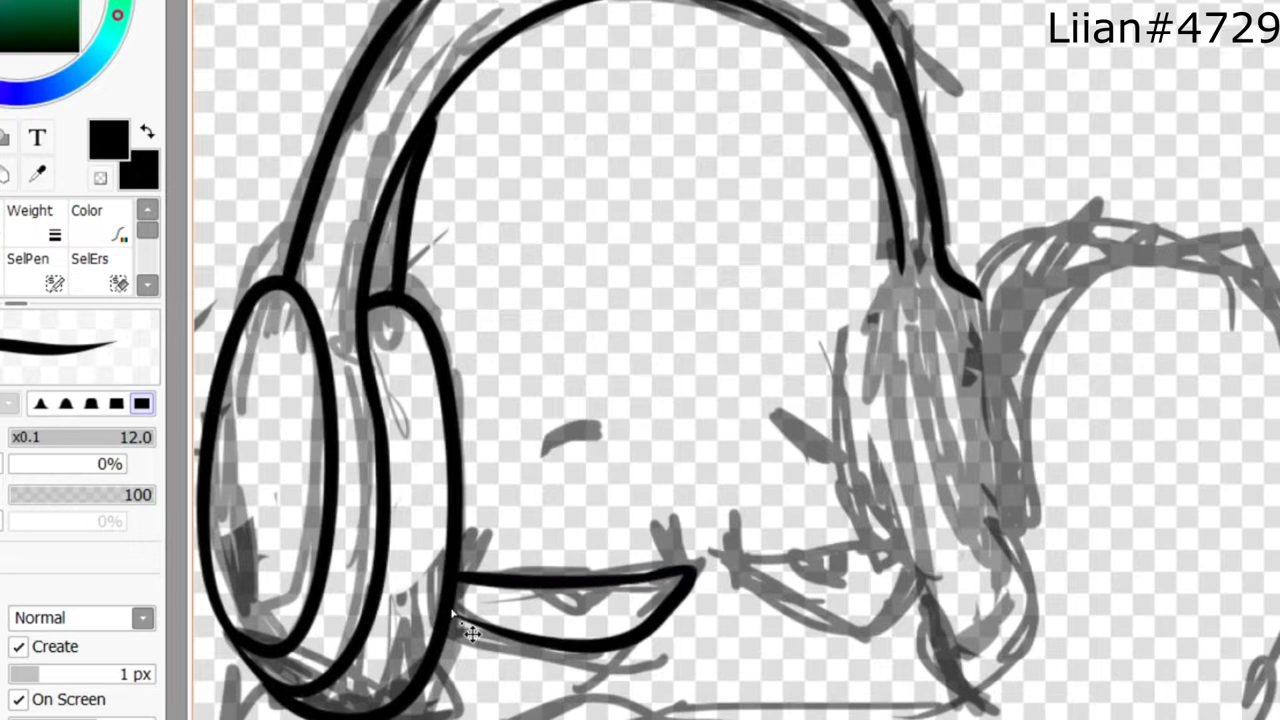 Liian#4729
T
Weight Color
SelPen SelErs
x0.1 12.0
0%
100
0%
Normal
Create
1 px
On Screen